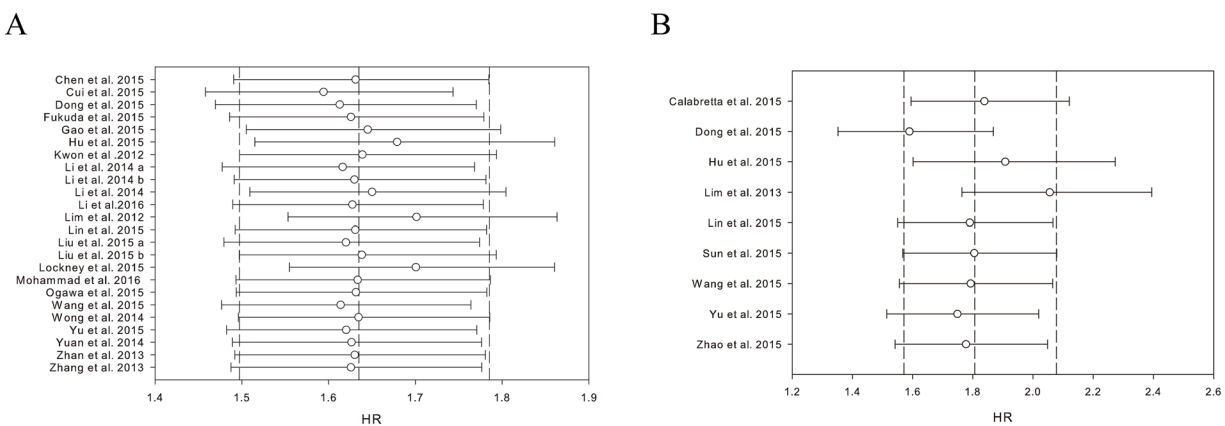 A
Chen et al. 2015
Cui et al. 2015
Dong et al. 2015
Fukuda et al. 2015
Gao et al. 2015
Hu et al. 2015
Kwon et al .2012
Li et al. 2014 a
Li et al. 2014 b
Li et al. 2014
Li et al.2016
Lim et al. 2012
Lin et al. 2015
Liu et al. 2015 a
Liu et al. 2015 b
Lockney et al. 2015
Mohammad et al. 2016
Ogawa et al. 2015
Wang et al. 2015
Wong et al. 2014
Yu et al. 2015
Yuan et al. 2014
Zhan et al. 2013
Zhang et al. 2013
1.4 1.5 1.6 1.7 1.8 1.9
HR
B
Calabretta et al. 2015
Dong et al. 2015
Hu et al. 2015
Lim et al. 2013
Lin et al. 2015
Sun et al. 2015
Wang et al. 2015
Yu et al. 2015
Zhao et al. 2015
1.2 1.4 1.6 1.8 2.0 2.2 2.4 2.6
HR